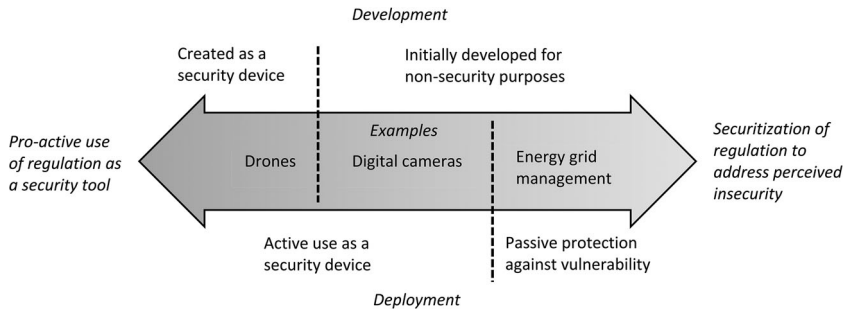 Development
Created as a
security device
Initially developed for
non-security purposes
Pro-active use
of regulation as
a security tool
Examples
Drones
Digital cameras
Energy grid
management
Securitization of
regulation to
address perceived
insecurity
Active use as a
security device
Passive protection
against vulnerability
Deployment